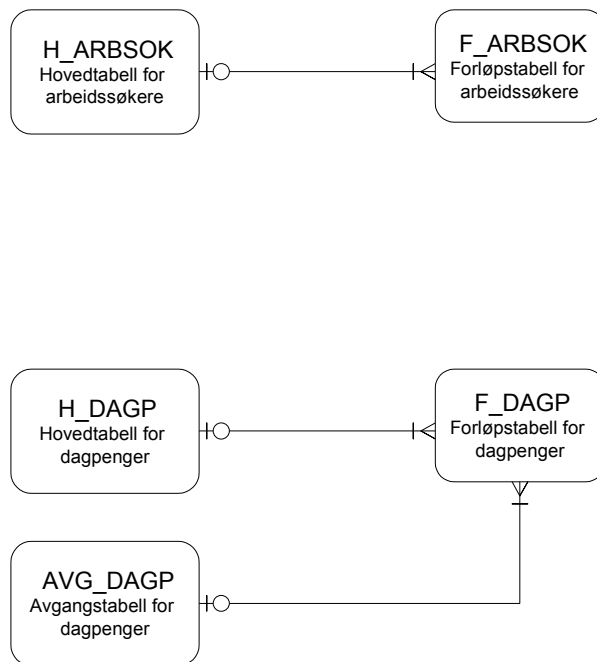 H_ARBSOK
Hovedtabell for
arbeidssøkere
F_ARBSOK
Forløpstabell for
arbeidssøkere
H_DAGP
Hovedtabell for
dagpenger
F_DAGP
Forløpstabell for
dagpenger
AVG_DAGP
Avgangstabell for
dagpenger